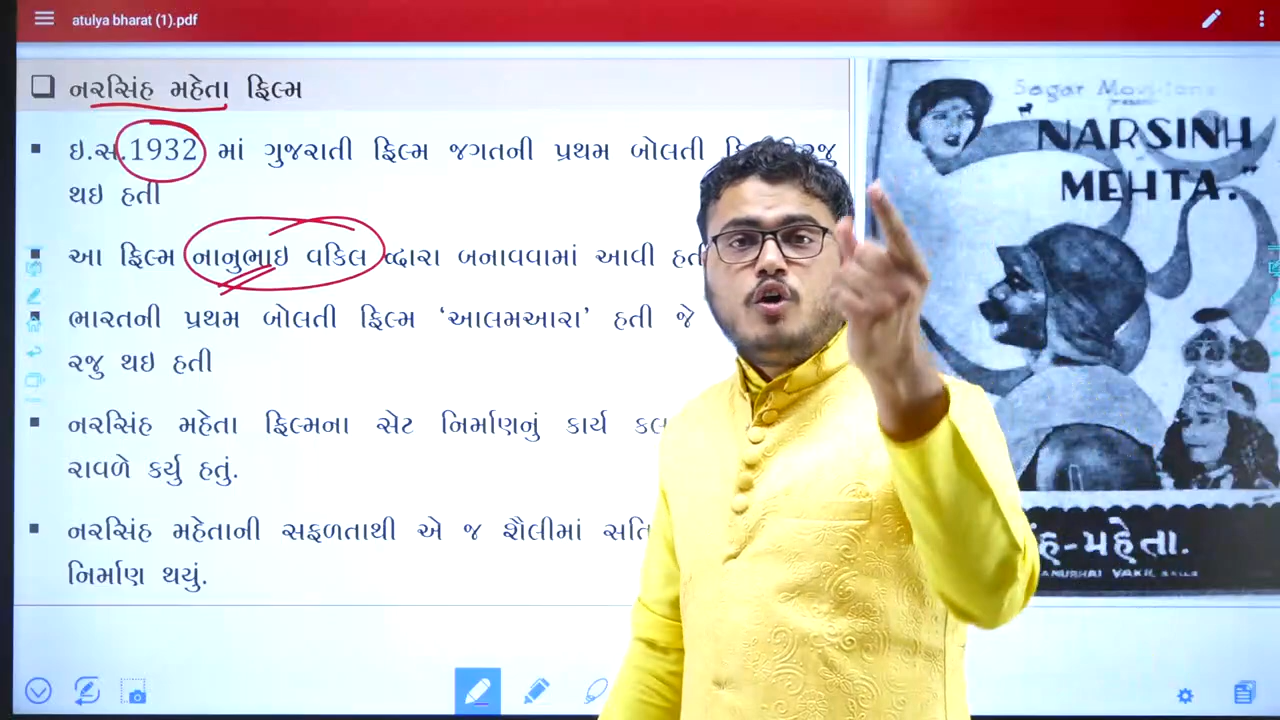 atulya bharat (1).pdf
નરસિંહ મહેતા ફિલ્મ
ઇ.સ.1932 માં ગુજરાતી ફિલ્મ જગતની પ્રથમ બોલતી
થઇ હતી
આ ફિલ્મ નાનુભાઇ વકિલ દ્વારા બનાવવામાં આવી
ભારતની પ્રથમ બોલતી ફિલ્મ ‘આલમઆરા’ હતી જે
રજુ થઇ હતી
નરસિંહ મહેતા ફિલ્મના સેટ નિર્માણનું કાર્ય
રાવળે કર્યુ હતું.
નરસિંહ મહેતાની સફળતાથી એ જ શૈલીમાં
નિર્માણ થયું.
Sagar
"NARSINH
MEHTA."
મહેતા.
VAKIL